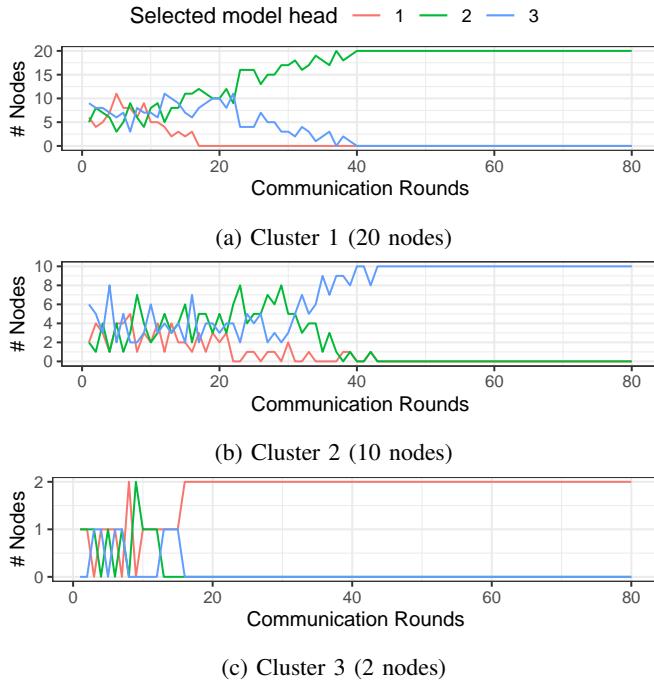 Selected model head 1 2 3
20
15
10
5
0
# Nodes
0 20 40 60 80
Communication Rounds
(a) Cluster 1 (20 nodes)
10
8
6
4
2
0
# Nodes
0 20 40 60 80
Communication Rounds
(b) Cluster 2 (10 nodes)
2
1
0
# Nodes
0 20 40 60 80
Communication Rounds
(c) Cluster 3 (2 nodes)